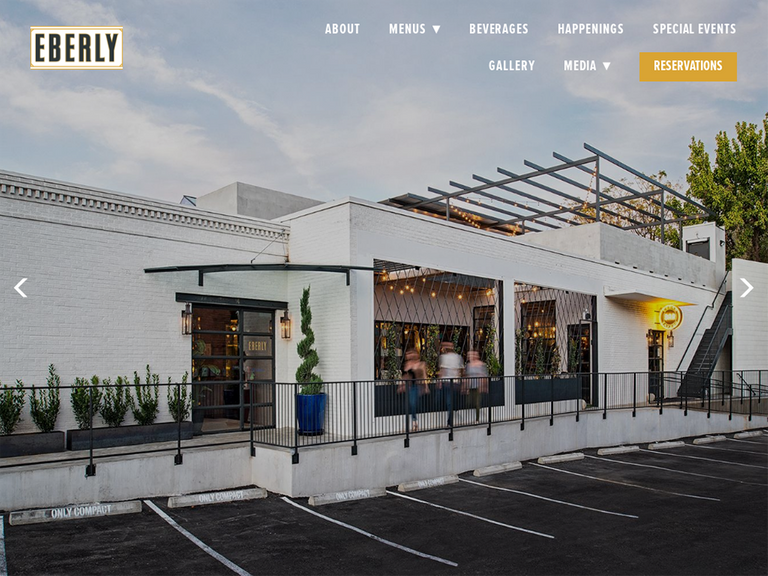 EBERLY
ABOUT
MENUS ▼
BEVERAGES
HAPPENINGS
SPECIAL EVENTS
GALLERY
MEDIA ▼
RESERVATIONS
EBERLY
ONLY COMPACT
ONLY COMPACT
ONLY COMPACT
ONLY COMPACT